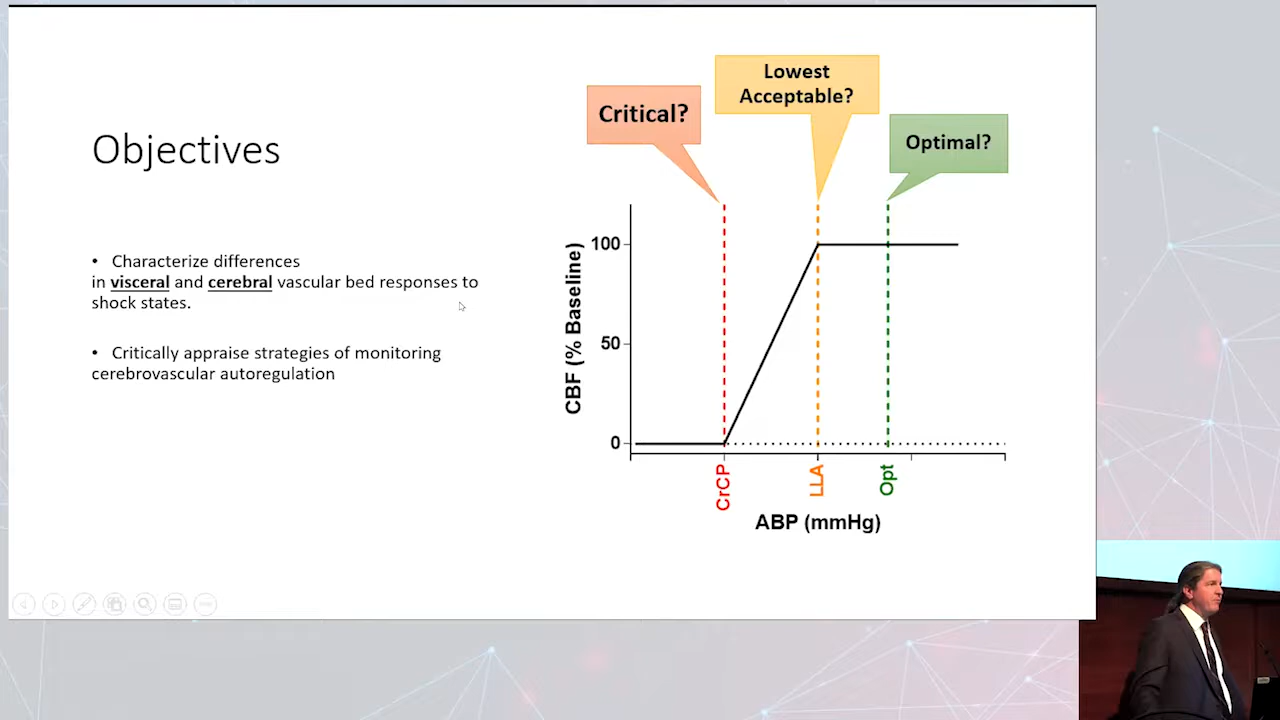 Objectives
• Characterize differences
in visceral and cerebral vascular bed responses to
shock states.
• Critically appraise strategies of monitoring
cerebrovascular autoregulation
Critical?
Lowest
Acceptable?
Optimal?
CBF (% Baseline)
100
50
0
CrCP
LLA
Opt
ABP (mmHg)